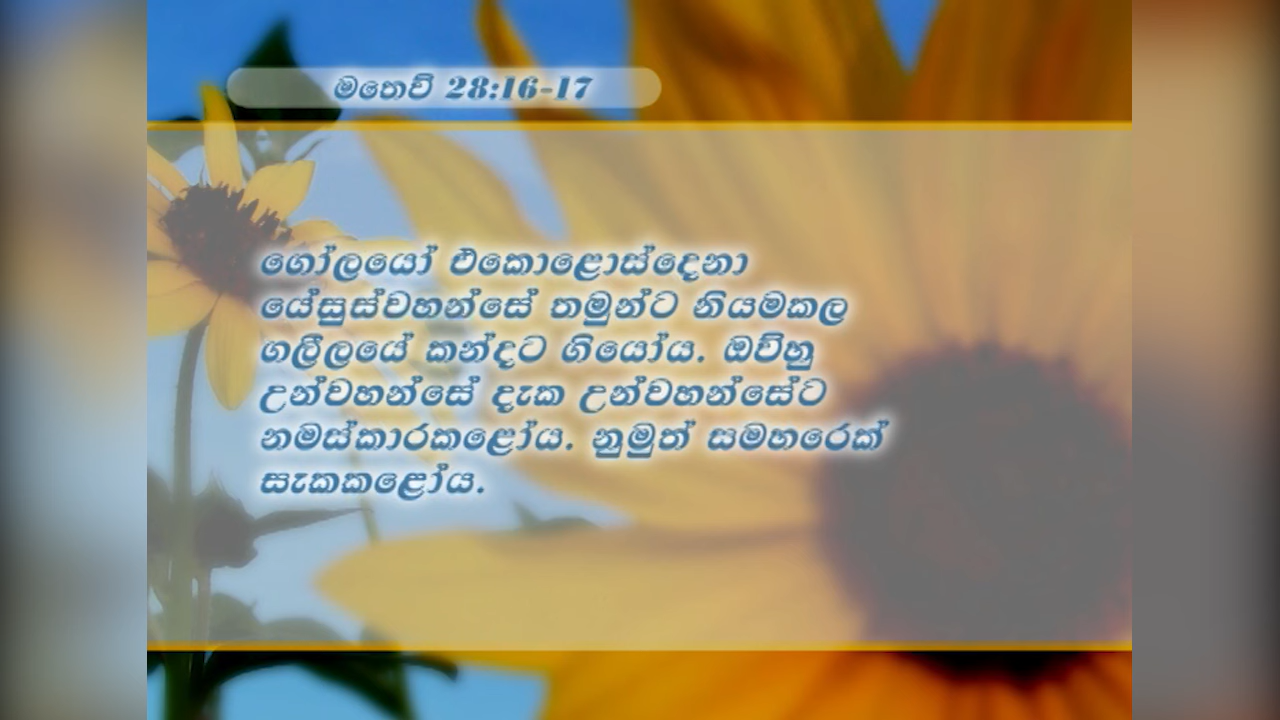 මතෙව් 28:16-17
ගෝලයෝ එකොළොස්දෙනා
යේසුස්වහන්සේ තමුන්ට නියමකල
ගලීලයේ කන්දට ගියෝය. ඔව්හු
උන්වහන්සේ දැක උන්වහන්සේට
නමස්කාරකළෝය. නුමුත් සමහරෙක්
සැකකළෝය.